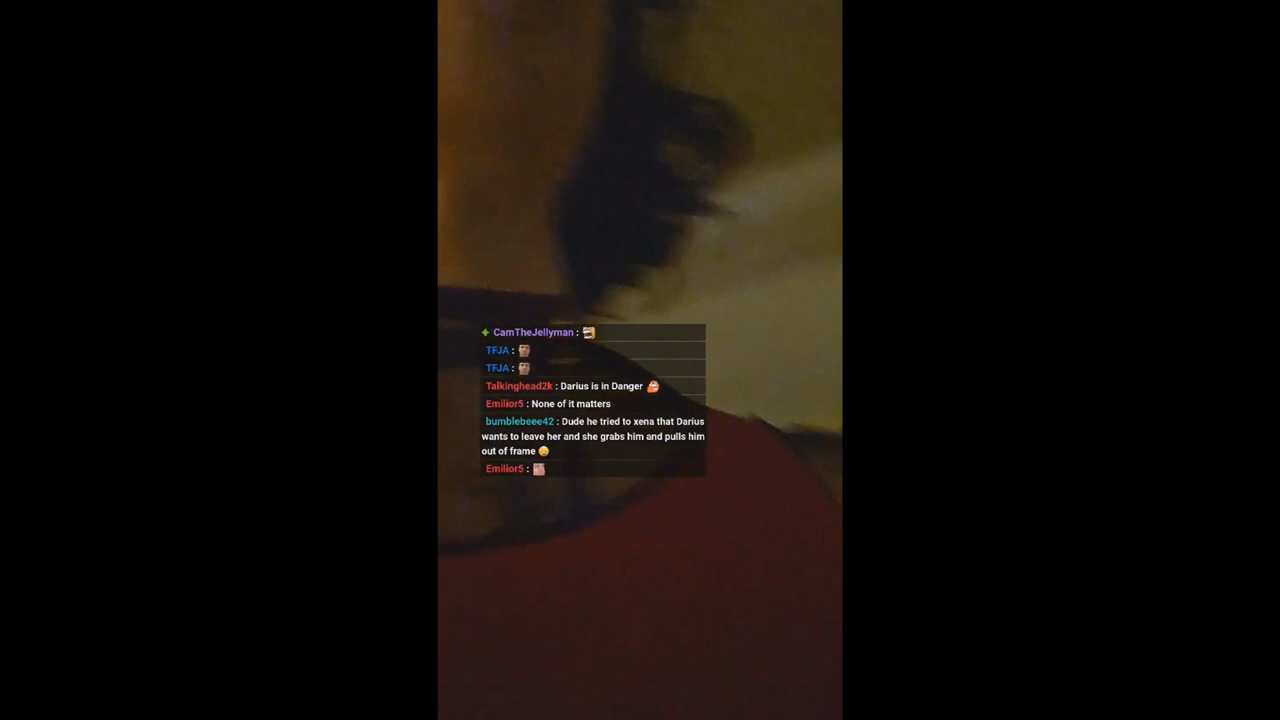 CamTheJellyman :
TFJA :
TFJA :
Talkinghead2k : Darius is in Danger
Emilior5 : None of it matters
bumblebeee42 : Dude he tried to xena that Darius
wants to leave her and she grabs him and pulls him
out of frame
Emilior5 :